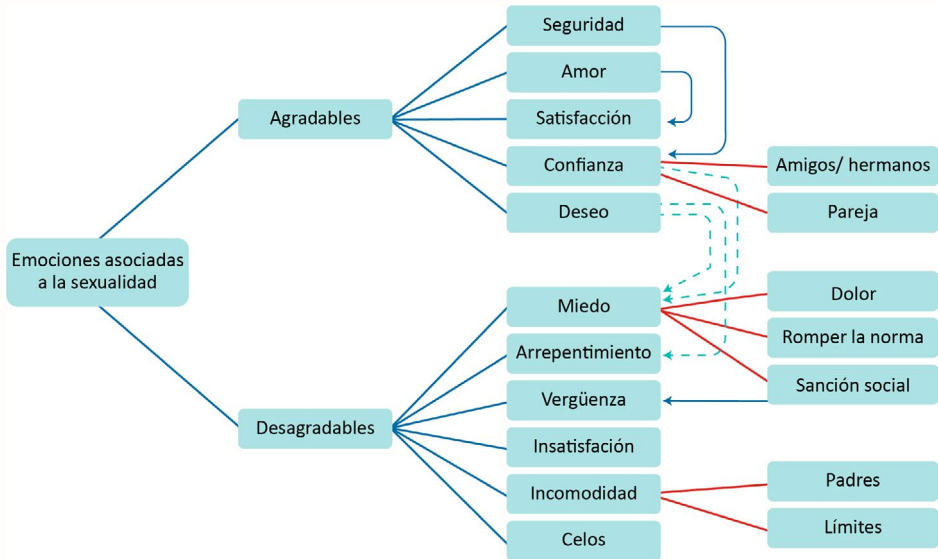 Seguridad
Amor
Agradables
Satisfacción
Confianza
Amigos/ hermanos
Deseo
Pareja
Emociones asociadas
a la sexualidad
Miedo
Dolor
Romper la norma
Arrepentimiento
Sanción social
Vergüenza
Desagradables
Insatisfación
Incomodidad
Padres
Límites
Celos